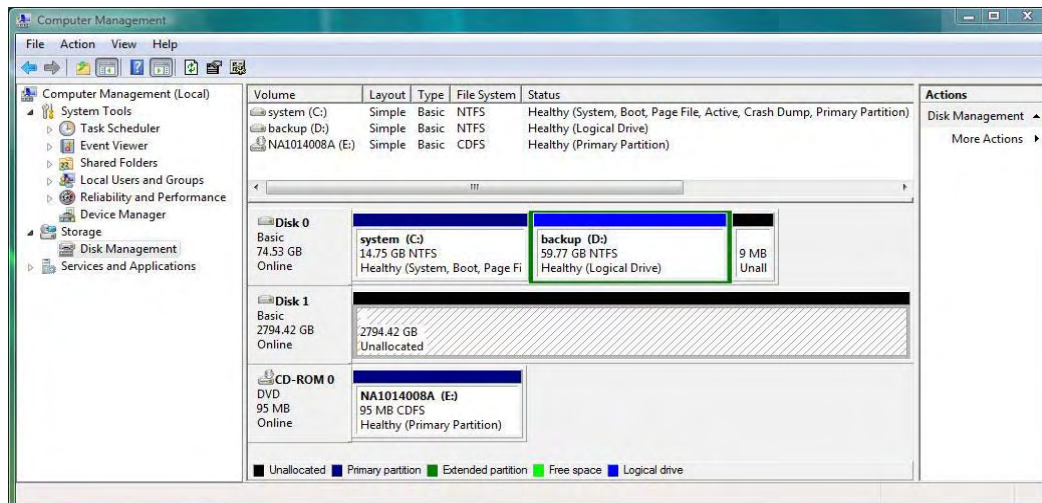 Computer Management
File Action View Help
Computer Management (Local)
System Tools
Task Scheduler
Event Viewer
Shared Folders
Local Users and Groups
Reliability and Performance
Device Manager
Storage
Disk Management
Services and Applications
Volume Layout Type File System Status
system (C:) Simple Basic NTFS Healthy (System, Boot, Page File, Active, Crash Dump, Primary Partition)
backup (D:) Simple Basic NTFS Healthy (Logical Drive)
NA1014008A (E:) Simple Basic CDFS Healthy (Primary Partition)
Disk 0
Basic
74.53 GB
Online
system (C:)
14.75 GB NTFS
Healthy (System, Boot, Page Fi
backup (D:)
59.77 GB NTFS
Healthy (Logical Drive)
9 MB
Unall
Disk 1
Basic
2794.42 GB
Online
2794.42 GB
Unallocated
CD-ROM 0
DVD
95 MB
Online
NA1014008A (E:)
95 MB CDFS
Healthy (Primary Partition)
Unallocated Primary partition Extended partition Free space Logical drive
Actions
Disk Management
More Actions